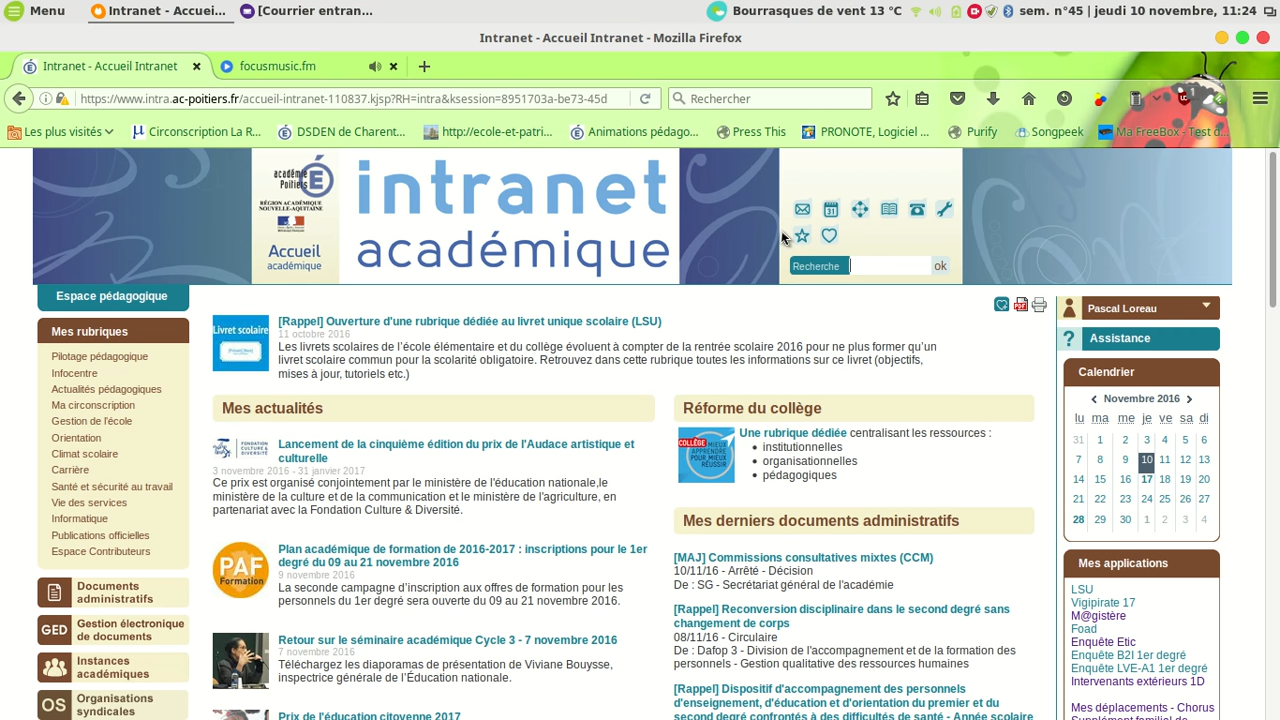 Menu
Intranet - Accuei...
[Courrier entran...
Bourrasques de vent 13 °C
sem. n°45 | jeudi 10 novembre, 11:24
Intranet - Accueil Intranet - Mozilla Firefox
Intranet - Accueil Intranet
focusmusic.fm
https://www.intra.ac-poitiers.fr/accueil-intranet-110837.kjsp?RH=intra&ksession=8951703a-be73-45d
Rechercher
1
Les plus visités
Circonscription La R...
DSDEN de Charent...
http://ecole-et-patri...
Animations pédago...
Press This
PRONOTE, Logiciel ...
Purify
Songpeek
Ma FreeBox - Test d...
académie
Poitiers
RÉGION ACADÉMIQUE
NOUVELLE-AQUITAINE
Accueil
académique
intranet
académique
Recherche
ok
Espace pédagogique
Mes rubriques
Pilotage pédagogique
Infocentre
Actualités pédagogiques
Ma circonscription
Gestion de l'école
Orientation
Climat scolaire
Carrière
Santé et sécurité au travail
Vie des services
Informatique
Publications officielles
Espace Contributeurs
Documents
administratifs
GED
Gestion électronique
de documents
Instances
académiques
OS
Organisations
syndicales
Livret scolaire
[Rappel] Ouverture d'une rubrique dédiée au livret unique scolaire (LSU)
11 octobre 2016
Les livrets scolaires de l'école élémentaire et du collège évoluent à compter de la rentrée scolaire 2016 pour ne plus former qu'un
livret scolaire commun pour la scolarité obligatoire. Retrouvez dans cette rubrique toutes les informations sur ce livret (objectifs,
mises à jour, tutoriels etc.)
Mes actualités
FONDATION
CULTURE &
DIVERSITÉ
Lancement de la cinquième édition du prix de l'Audace artistique et
culturelle
3 novembre 2016 - 31 janvier 2017
Ce prix est organisé conjointement par le ministère de l'éducation nationale,le
ministère de la culture et de la communication et le ministère de l'agriculture, en
partenariat avec la Fondation Culture & Diversité.
PAF
Formation
Plan académique de formation de 2016-2017 : inscriptions pour le 1er
degré du 09 au 21 novembre 2016
9 novembre 2016
La seconde campagne d'inscription aux offres de formation pour les
personnels du 1er degré sera ouverte du 09 au 21 novembre 2016.
Retour sur le séminaire académique Cycle 3 - 7 novembre 2016
7 novembre 2016
Téléchargez les diaporamas de présentation de Viviane Bouysse,
inspectrice générale de l'Éducation nationale.
Prix de l'éducation citoyenne 2017
Réforme du collège
COLLÈGE
MIEUX
APPRENDRE
POUR MIEUX
RÉUSSIR
Une rubrique dédiée centralisant les ressources :
• institutionnelles
• organisationnelles
• pédagogiques
Mes derniers documents administratifs
[MAJ] Commissions consultatives mixtes (CCM)
10/11/16 - Arrêté - Décision
De : SG - Secrétariat général de l'académie
[Rappel] Reconversion disciplinaire dans le second degré sans
changement de corps
08/11/16 - Circulaire
De : Dafop 3 - Division de l'accompagnement et de la formation des
personnels - Gestion qualitative des ressources humaines
[Rappel] Dispositif d'accompagnement des personnels
d'enseignement, d'éducation et d'orientation du premier et du
second degré confrontés à des difficultés de santé - Année scolaire
PDF
Pascal Loreau
? Assistance
Calendrier
Novembre 2016
lu ma me je ve sa di
31 1 2 3 4 5 6
7 8 9 10 11 12 13
14 15 16 17 18 19 20
21 22 23 24 25 26 27
28 29 30 1 2 3 4
Mes applications
LSU
Vigipirate 17
M@gistère
Foad
Enquête Etic
Enquête B2I 1er degré
Enquête LVE-A1 1er degré
Intervenants extérieurs 1D
Mes déplacements - Chorus
Supplément familial de